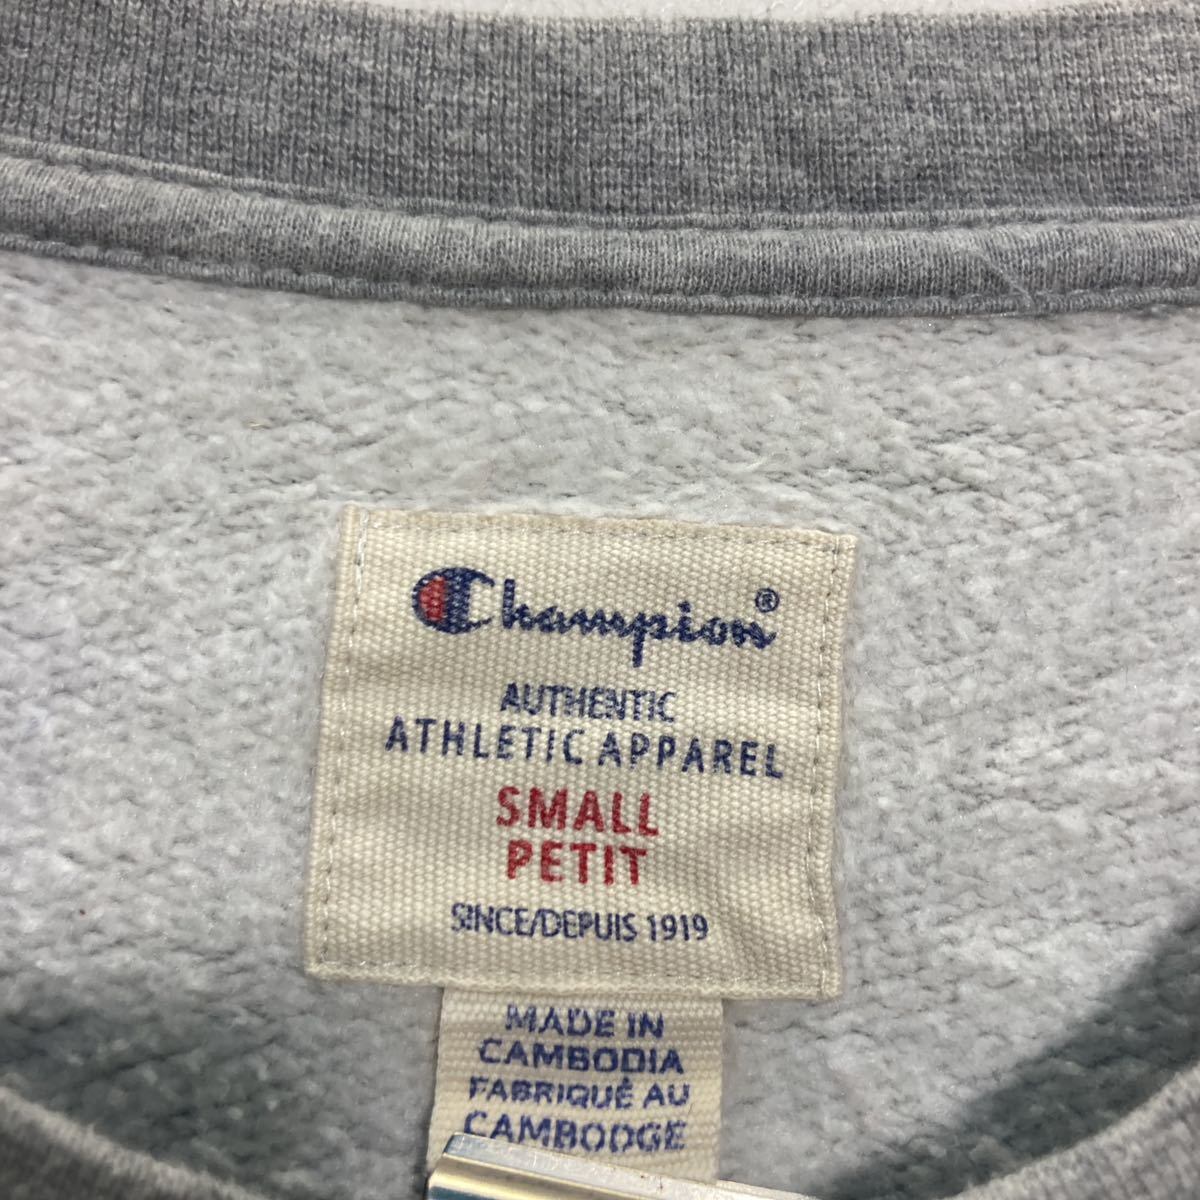 Champion®
AUTHENTIC
ATHLETIC APPAREL
SMALL
PETIT
SINCE/DEPUIS 1919
MADE IN
CAMBODIA
FABRIQUÉ AU
CAMBODGE